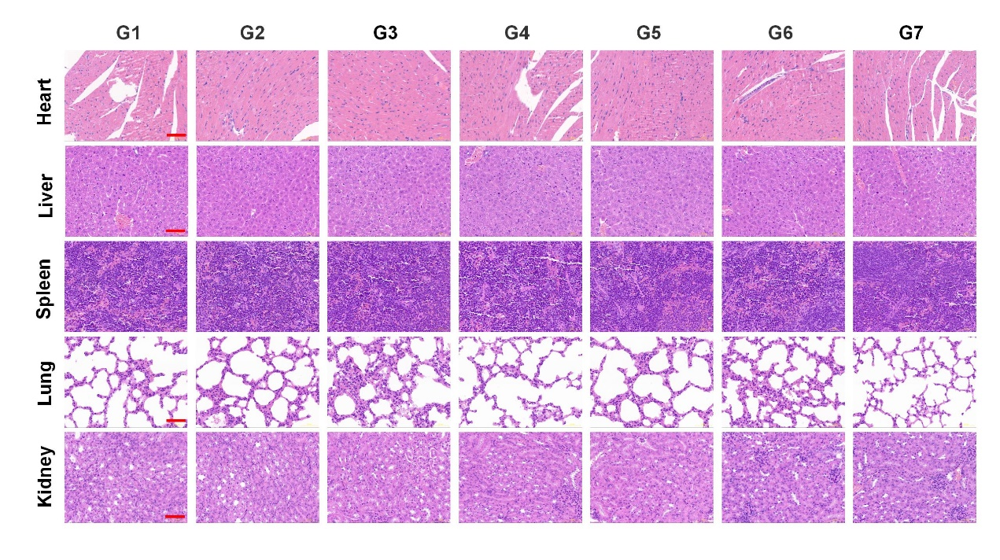 G1 G2 G3 G4 G5 G6 G7
Heart
Liver
Spleen
Lung
Kidney